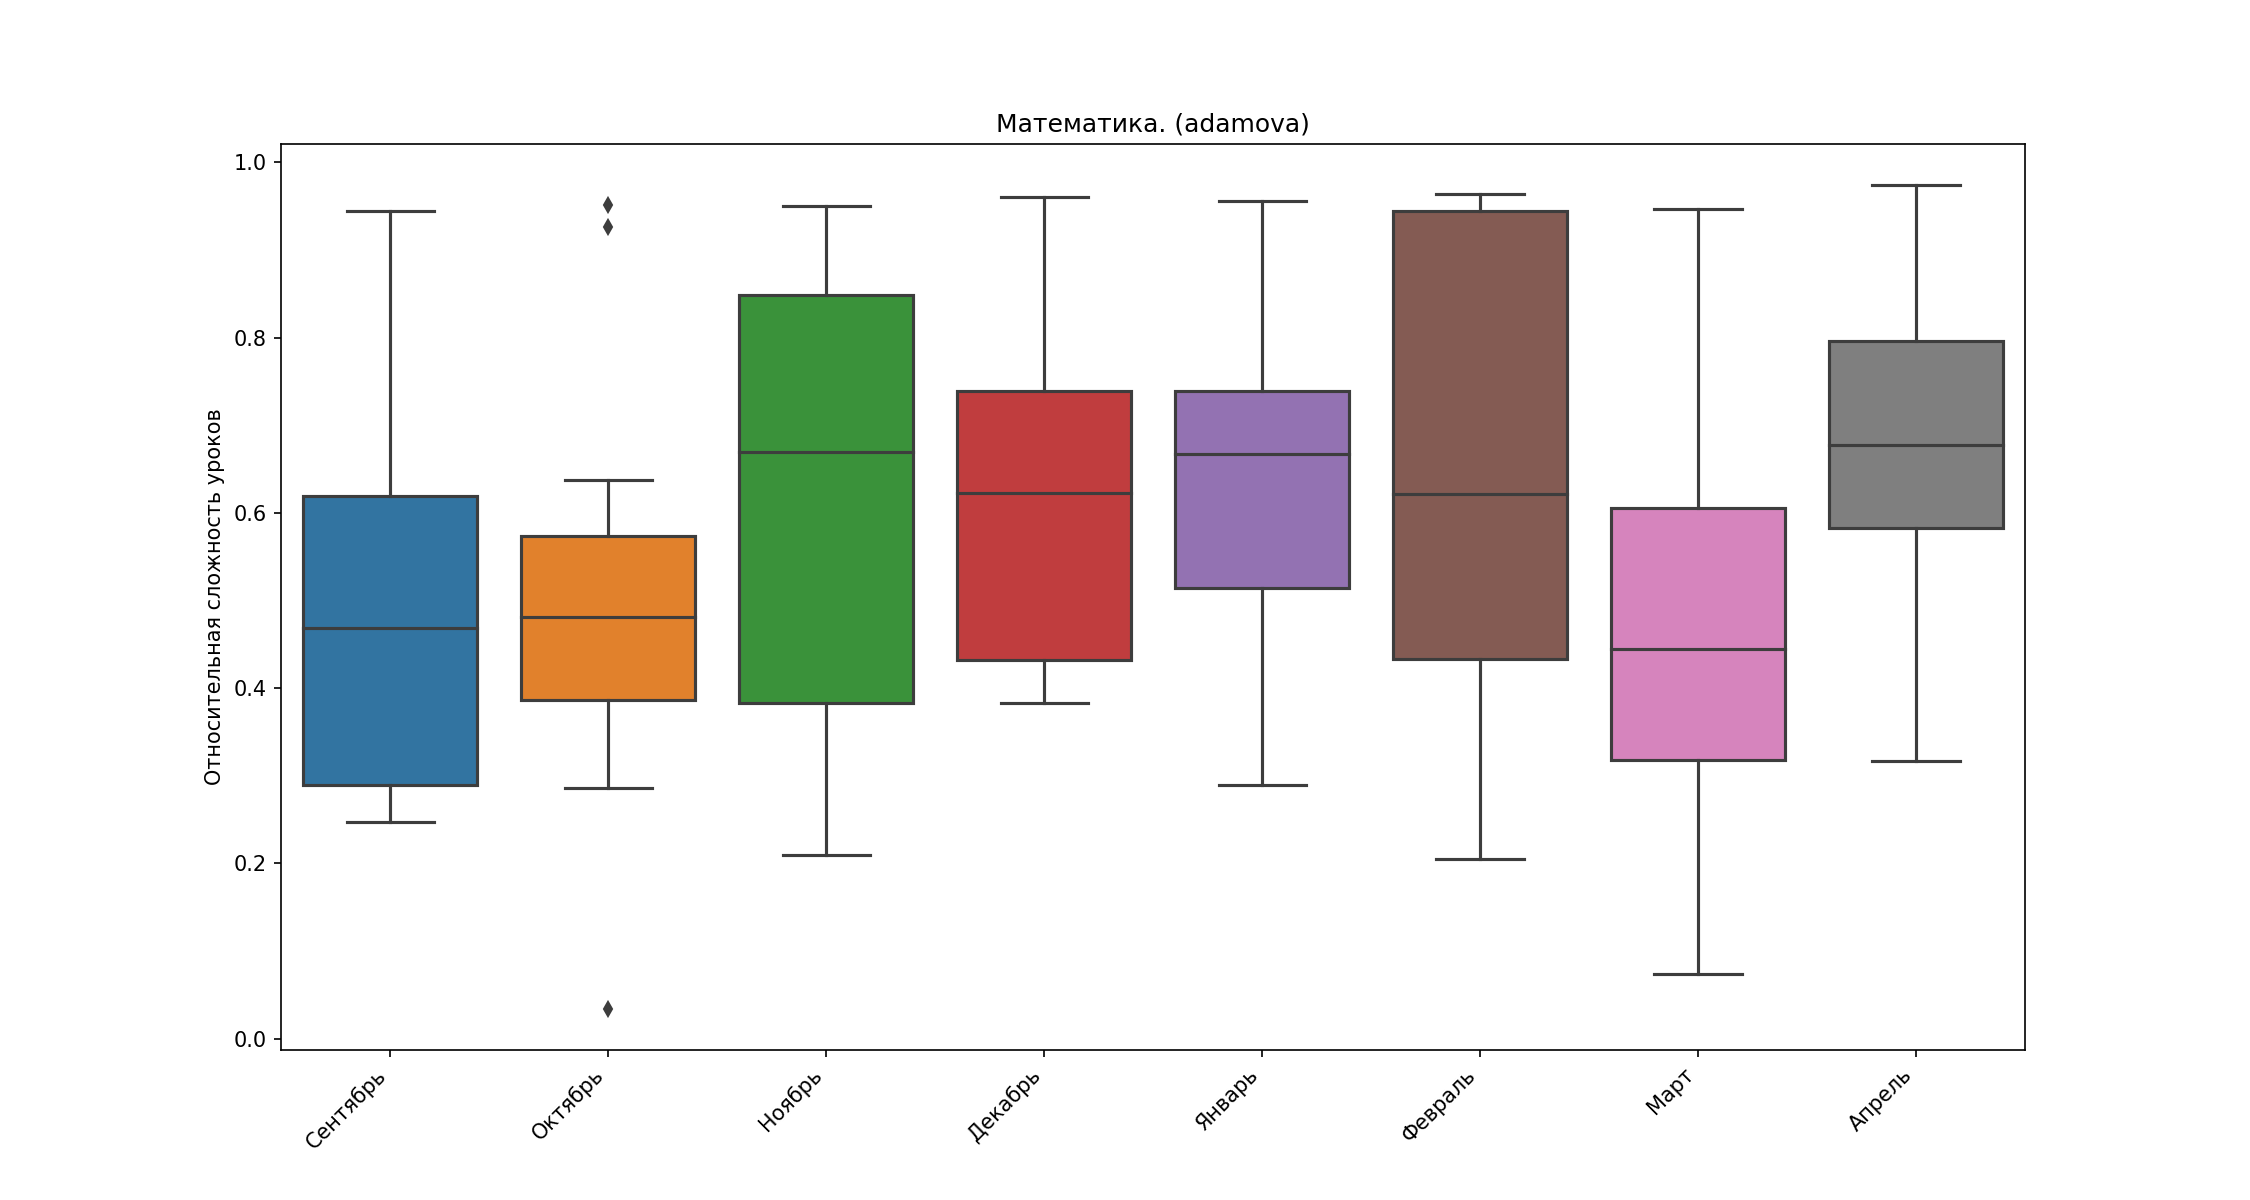 Математика. (adamova)
Относительная сложность уроков
1.0
0.8
0.6
0.4
0.2
0.0
Сентябрь
Октябрь
Ноябрь
Декабрь
Январь
Февраль
Март
Апрель